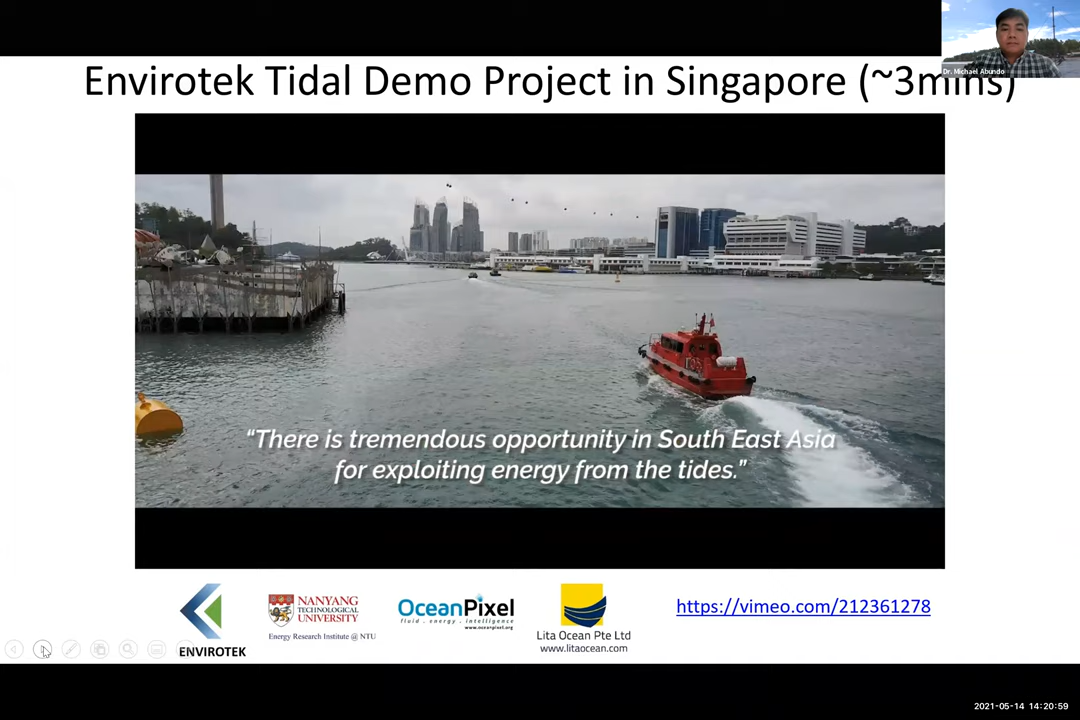 Dr. Michael Abundo
Envirotek Tidal Demo Project in Singapore (~3mins)
“There is tremendous opportunity in South East Asia
for exploiting energy from the tides.”
ENVIROTEK
NANYANG
TECHNOLOGICAL
UNIVERSITY
Energy Research Institute @ NTU
OceanPixel
fluid . energy . intelligence
www.oceanpixel.org
Lita Ocean Pte Ltd
www.litaocean.com
https://vimeo.com/212361278
2021-05-14 14:20:59